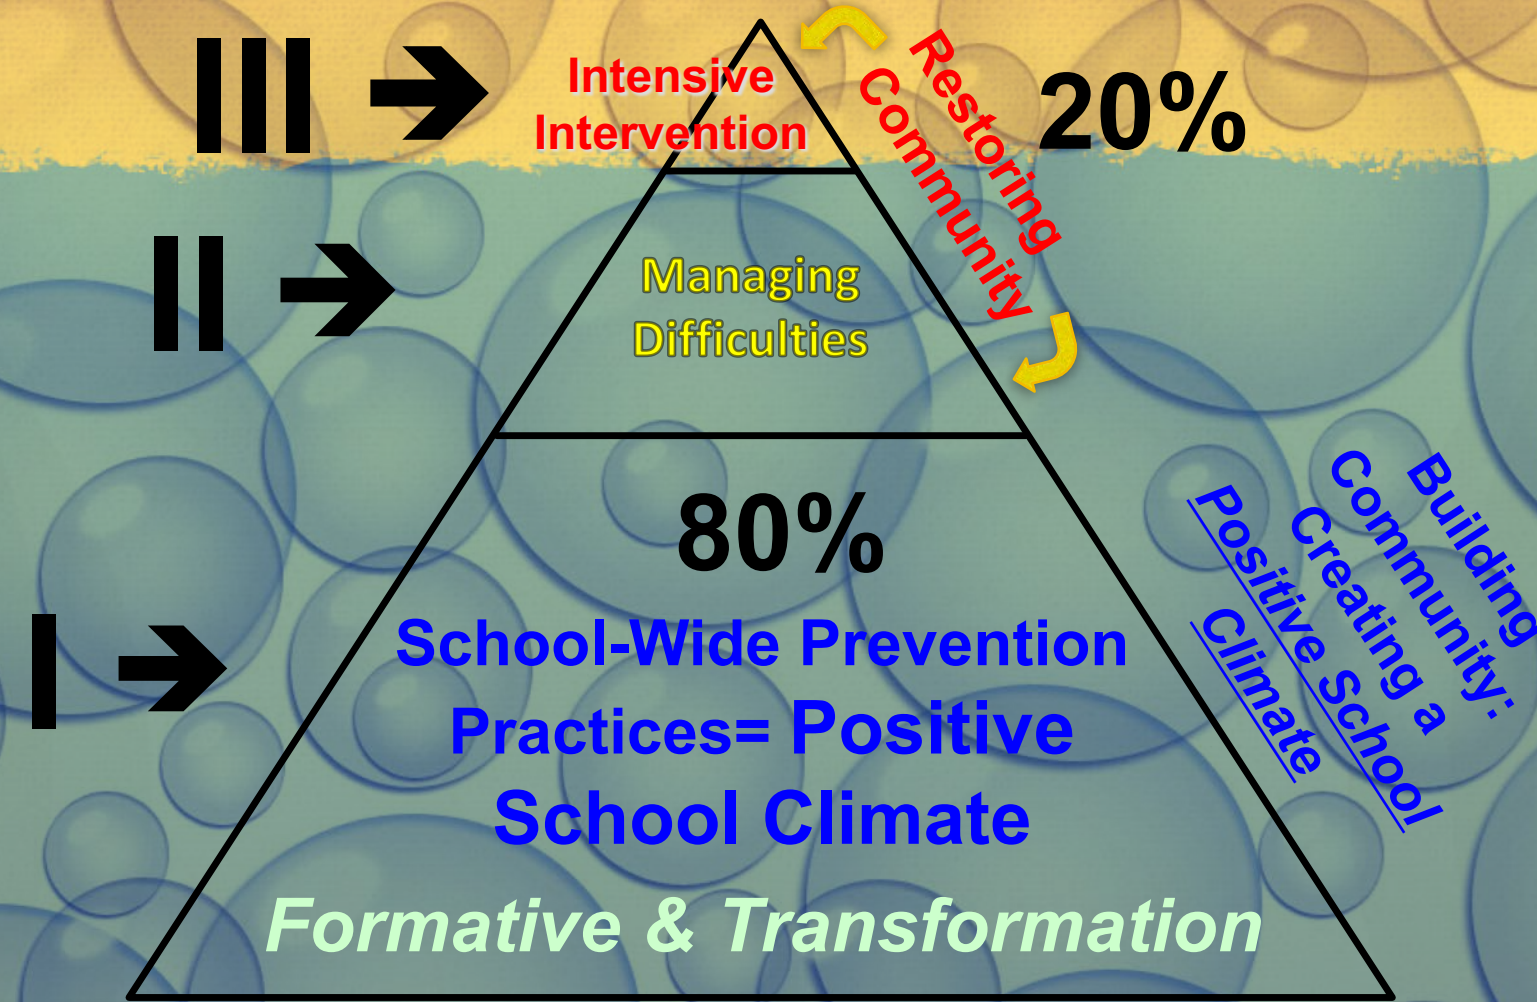 III ➔
Intensive
Intervention
Restoring
Community
20%
II ➔
Managing
Difficulties
80%
I ➔
School-Wide Prevention
Practices= Positive
School Climate
Formative & Transformation
Building
Community:
Creating a
Positive School
Climate